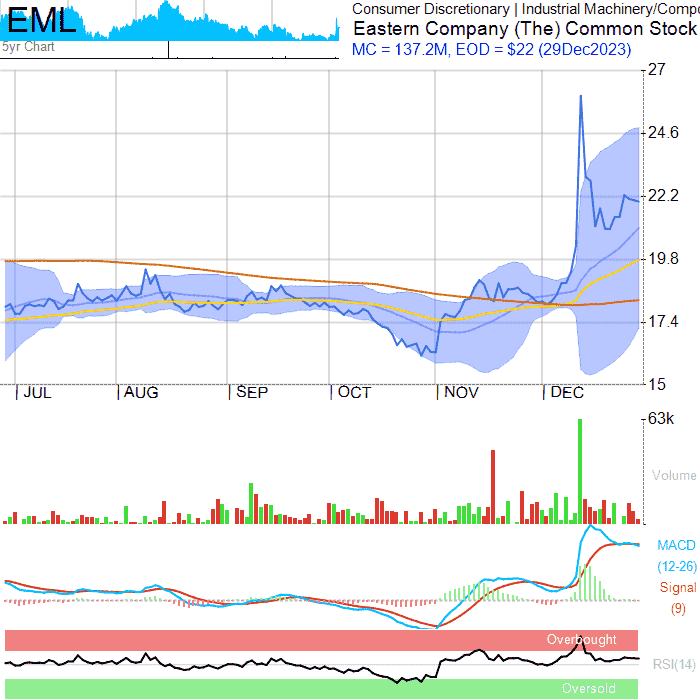 EML
5yr Chart
Consumer Discretionary | Industrial Machinery/Compo
Eastern Company (The) Common Stock
MC = 137.2M, EOD = $22 (29Dec2023)
27
24.6
22.2
19.8
17.4
15
JUL AUG SEP OCT NOV DEC
63k
Volume
MACD
(12-26)
Signal
(9)
Overbought
RSI(14)
Oversold